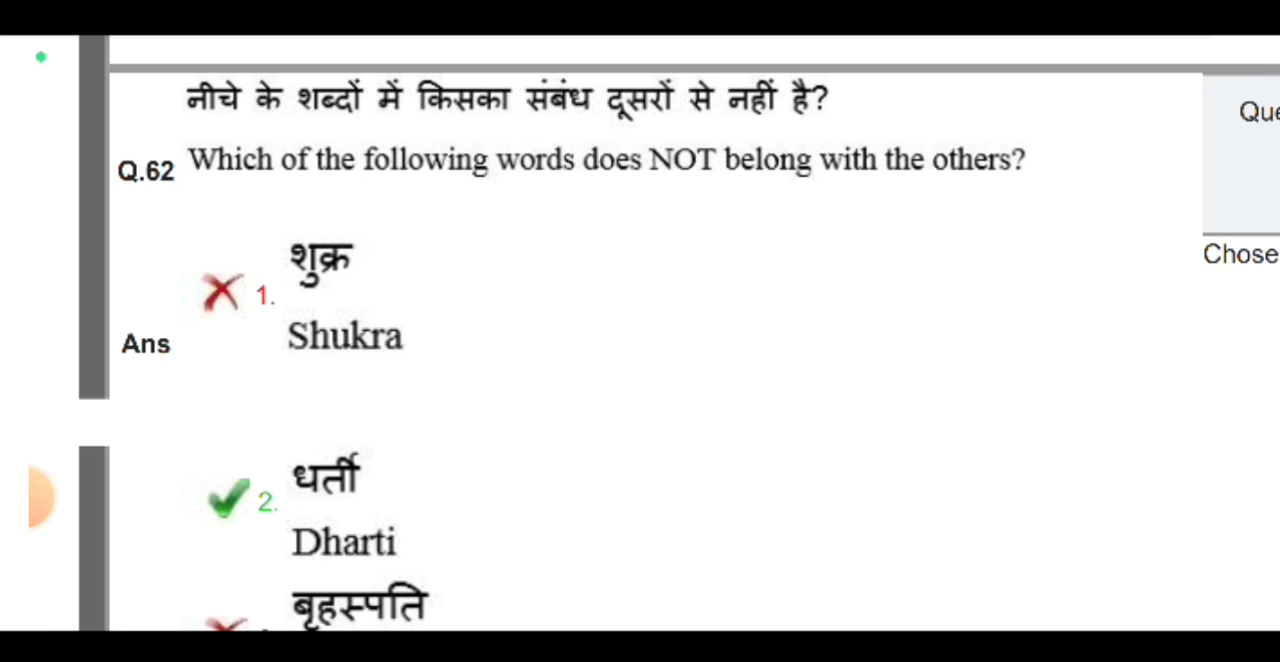 नीचे के शब्दों में किसका संबंध दूसरों से नहीं है?
Q.62 Which of the following words does NOT belong with the others?
Ans
1. शुक्र
Shukra
2. धर्ती
Dharti
बृहस्पति
Que
Chose